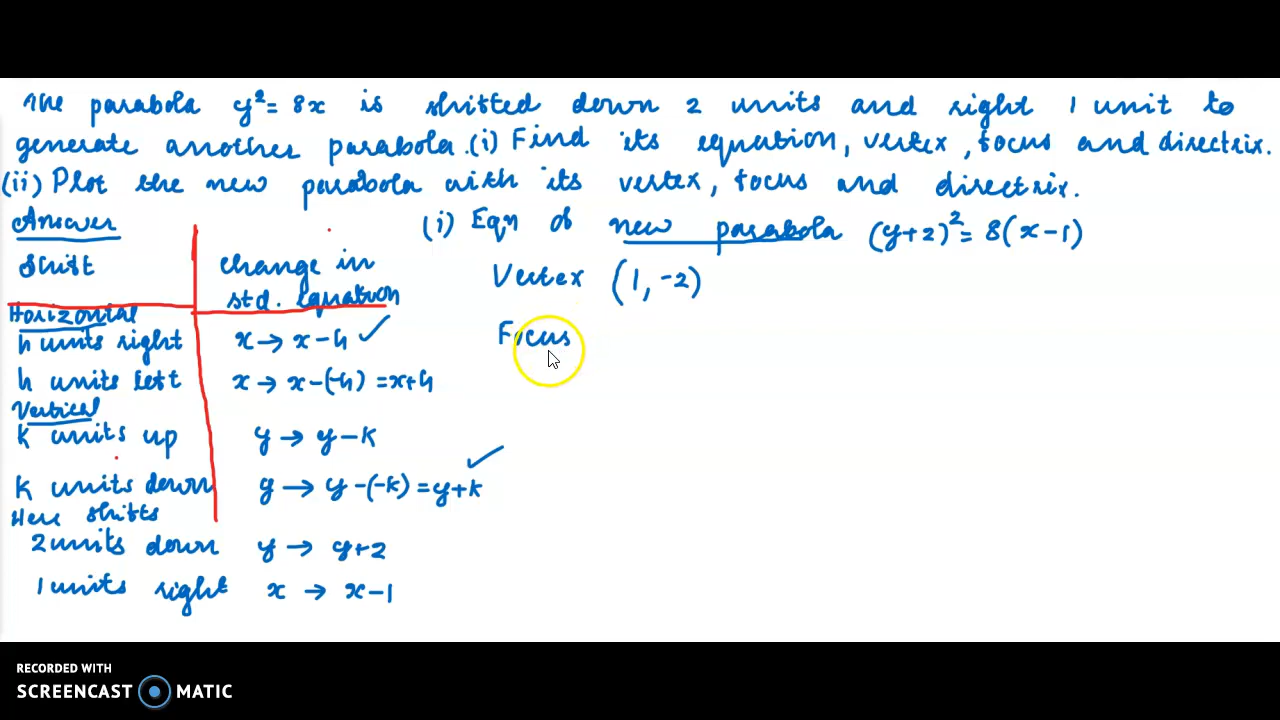 The parabola y² = 8x is shifted down 2 units and right 1 unit to
generate another parabola. (i) Find its equation, vertex, focus and directrix.
(ii) Plot the new parabola with its vertex, focus and directrix.
Answer
(i) Eqn of new parabola (y+2)² = 8(x-1)
Vertex (1, -2)
Focus
Shift change in
std. equation
Horizontal
h units right x → x-h ✓
h units left x → x-(-h) = x+h
Vertical
k units up y → y-k
k units down y → y-(-k) = y+k ✓
Here shifts
2 units down y → y+2
1 units right x → x-1
RECORDED WITH
SCREENCAST MATIC